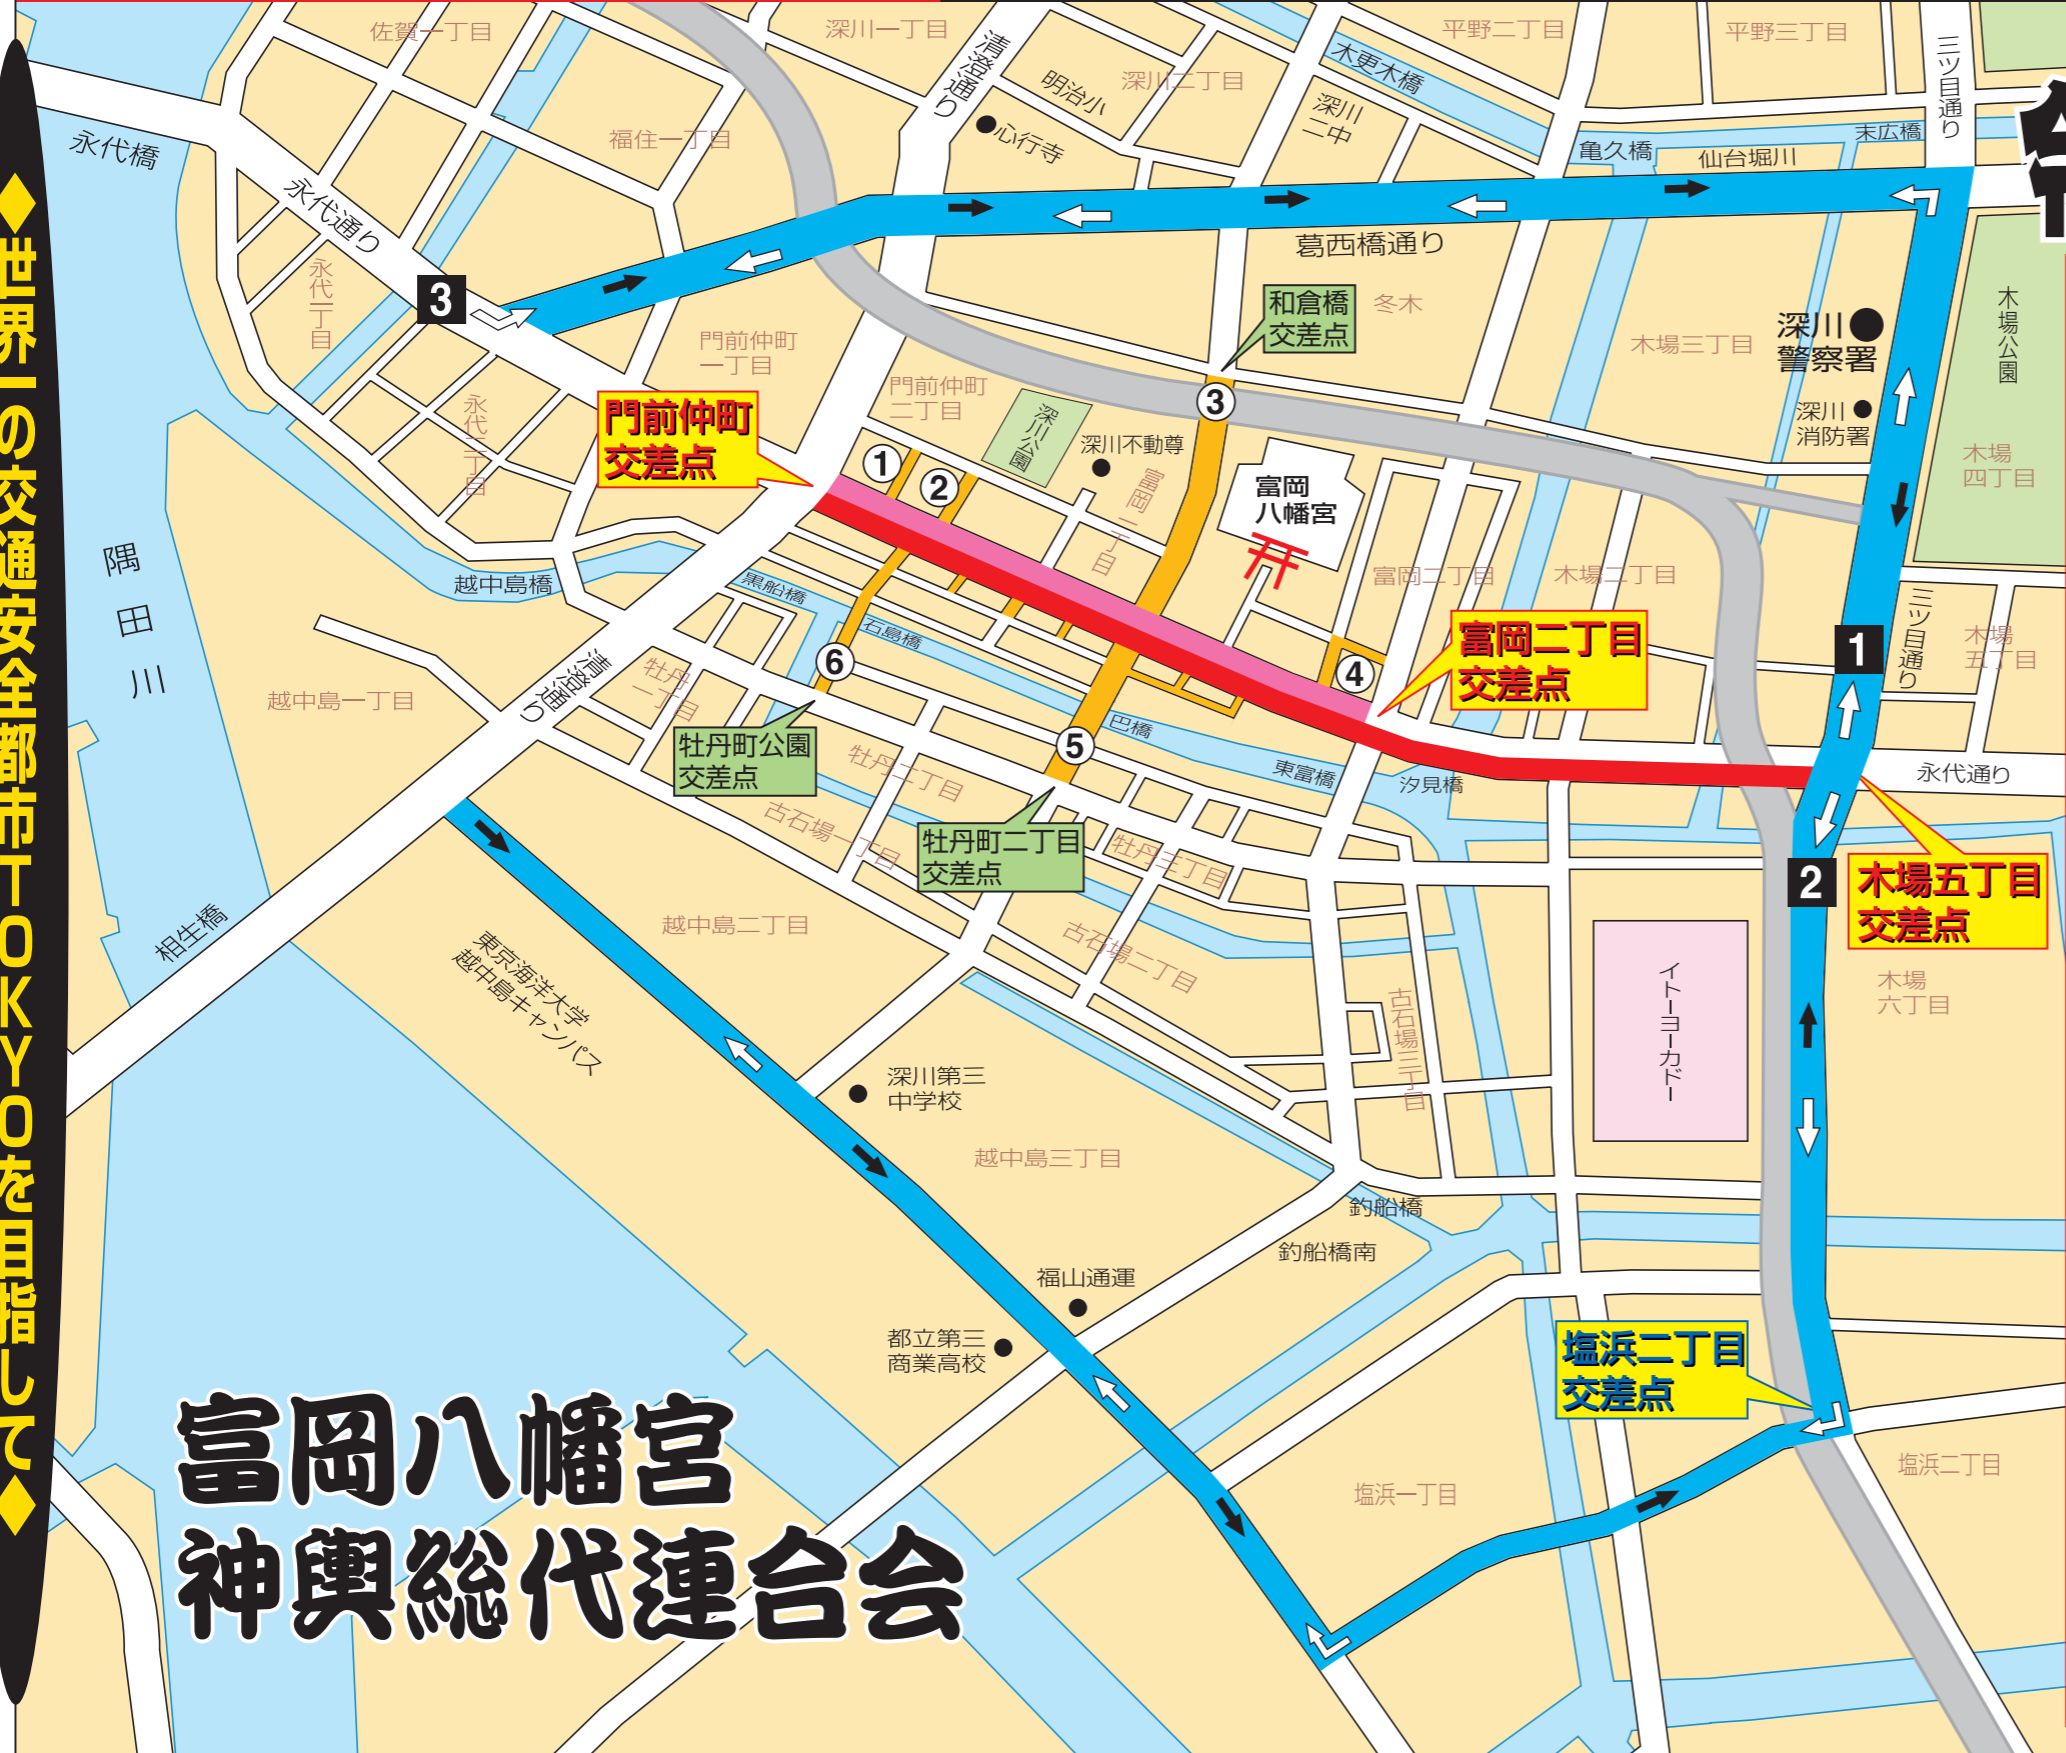 ◆世界一の交通安全都市TOKYOを目指して◆
佐賀一丁目
深川一丁目
清澄通り
明治小
深川二丁目
心行寺
深川
二中
木更木橋
平野二丁目
平野三丁目
三ツ目通り
末広橋
亀久橋
仙台堀川
福住一丁目
永代橋
永代通り
永代一丁目
3
葛西橋通り
和倉橋
交差点
冬木
木場三丁目
深川
警察署
深川
消防署
木場公園
木場
四丁目
門前仲町
一丁目
門前仲町
二丁目
深川公園
深川不動尊
富岡一丁目
永代二丁目
門前仲町
交差点
1
2
3
富岡
八幡宮
富岡二丁目
木場二丁目
隅田川
越中島橋
黒船橋
石島橋
6
4
富岡二丁目
交差点
1
三ツ目通り
木場
五丁目
越中島一丁目
清澄通り
牡丹
一丁目
牡丹町公園
交差点
牡丹二丁目
5
巴橋
東富橋
汐見橋
永代通り
古石場一丁目
牡丹町二丁目
交差点
牡丹三丁目
2
木場五丁目
交差点
相生橋
東京海洋大学
越中島キャンパス
越中島二丁目
古石場二丁目
古石場三丁目
イトーヨーカドー
木場
六丁目
深川第三
中学校
越中島三丁目
釣船橋
釣船橋南
福山通運
都立第三
商業高校
塩浜二丁目
交差点
塩浜一丁目
塩浜二丁目
富岡八幡宮
神輿総代連合会